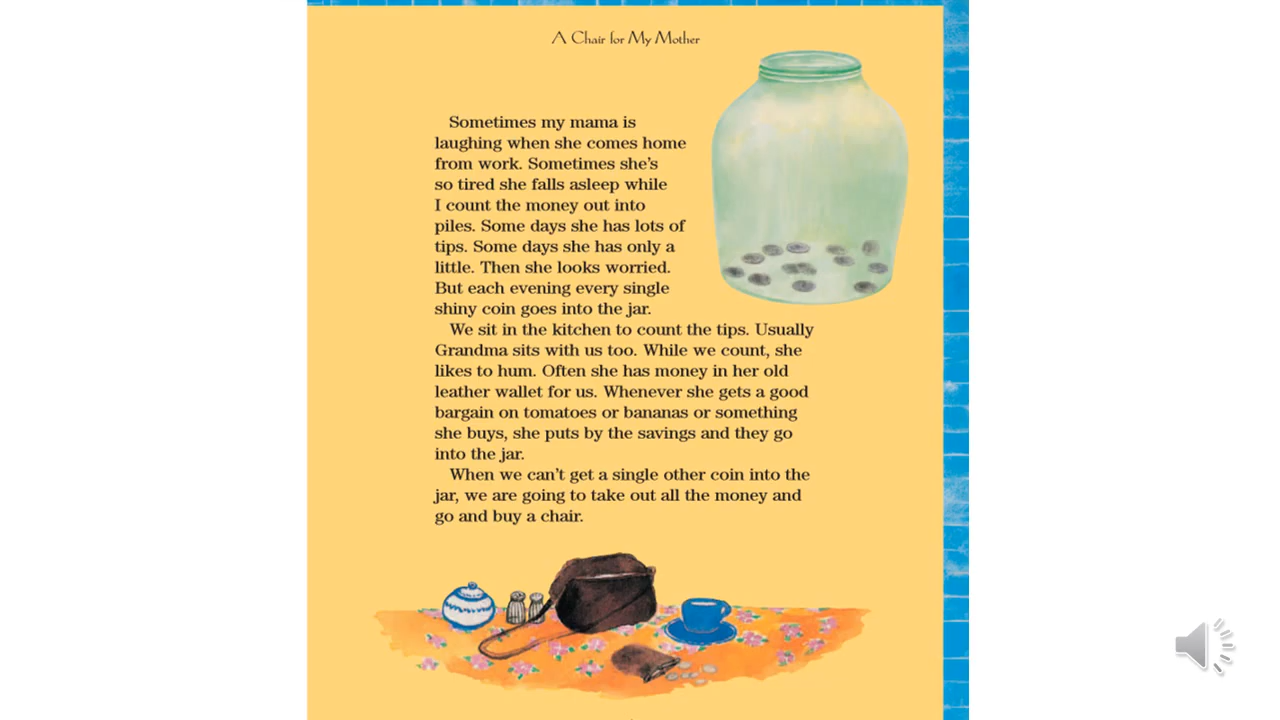 A Chair for My Mother
Sometimes my mama is
laughing when she comes home
from work. Sometimes she's
so tired she falls asleep while
I count the money out into
piles. Some days she has lots of
tips. Some days she has only a
little. Then she looks worried.
But each evening every single
shiny coin goes into the jar.
We sit in the kitchen to count the tips. Usually
Grandma sits with us too. While we count, she
likes to hum. Often she has money in her old
leather wallet for us. Whenever she gets a good
bargain on tomatoes or bananas or something
she buys, she puts by the savings and they go
into the jar.
When we can't get a single other coin into the
jar, we are going to take out all the money and
go and buy a chair.